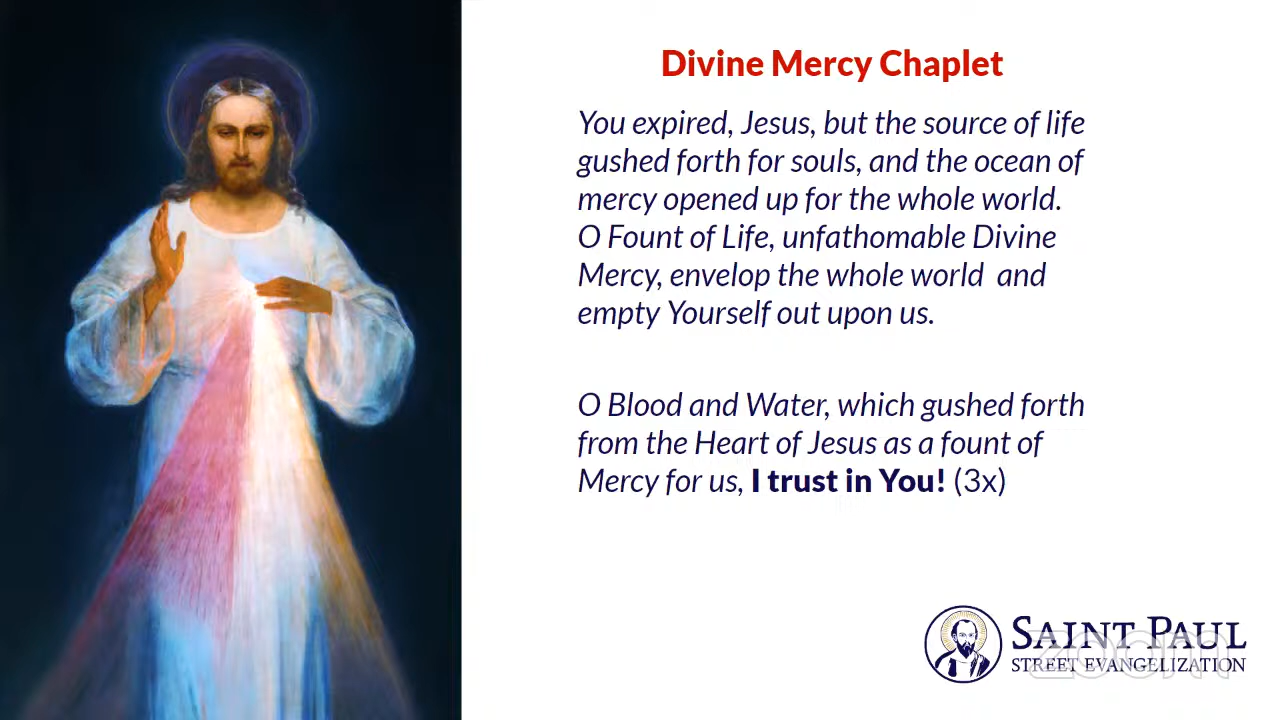 Divine Mercy Chaplet
You expired, Jesus, but the source of life
gushed forth for souls, and the ocean of
mercy opened up for the whole world.
O Fount of Life, unfathomable Divine
Mercy, envelop the whole world and
empty Yourself out upon us.
O Blood and Water, which gushed forth
from the Heart of Jesus as a fount of
Mercy for us, I trust in You! (3x)
SAINT PAUL
STREET EVANGELIZATION
zoom